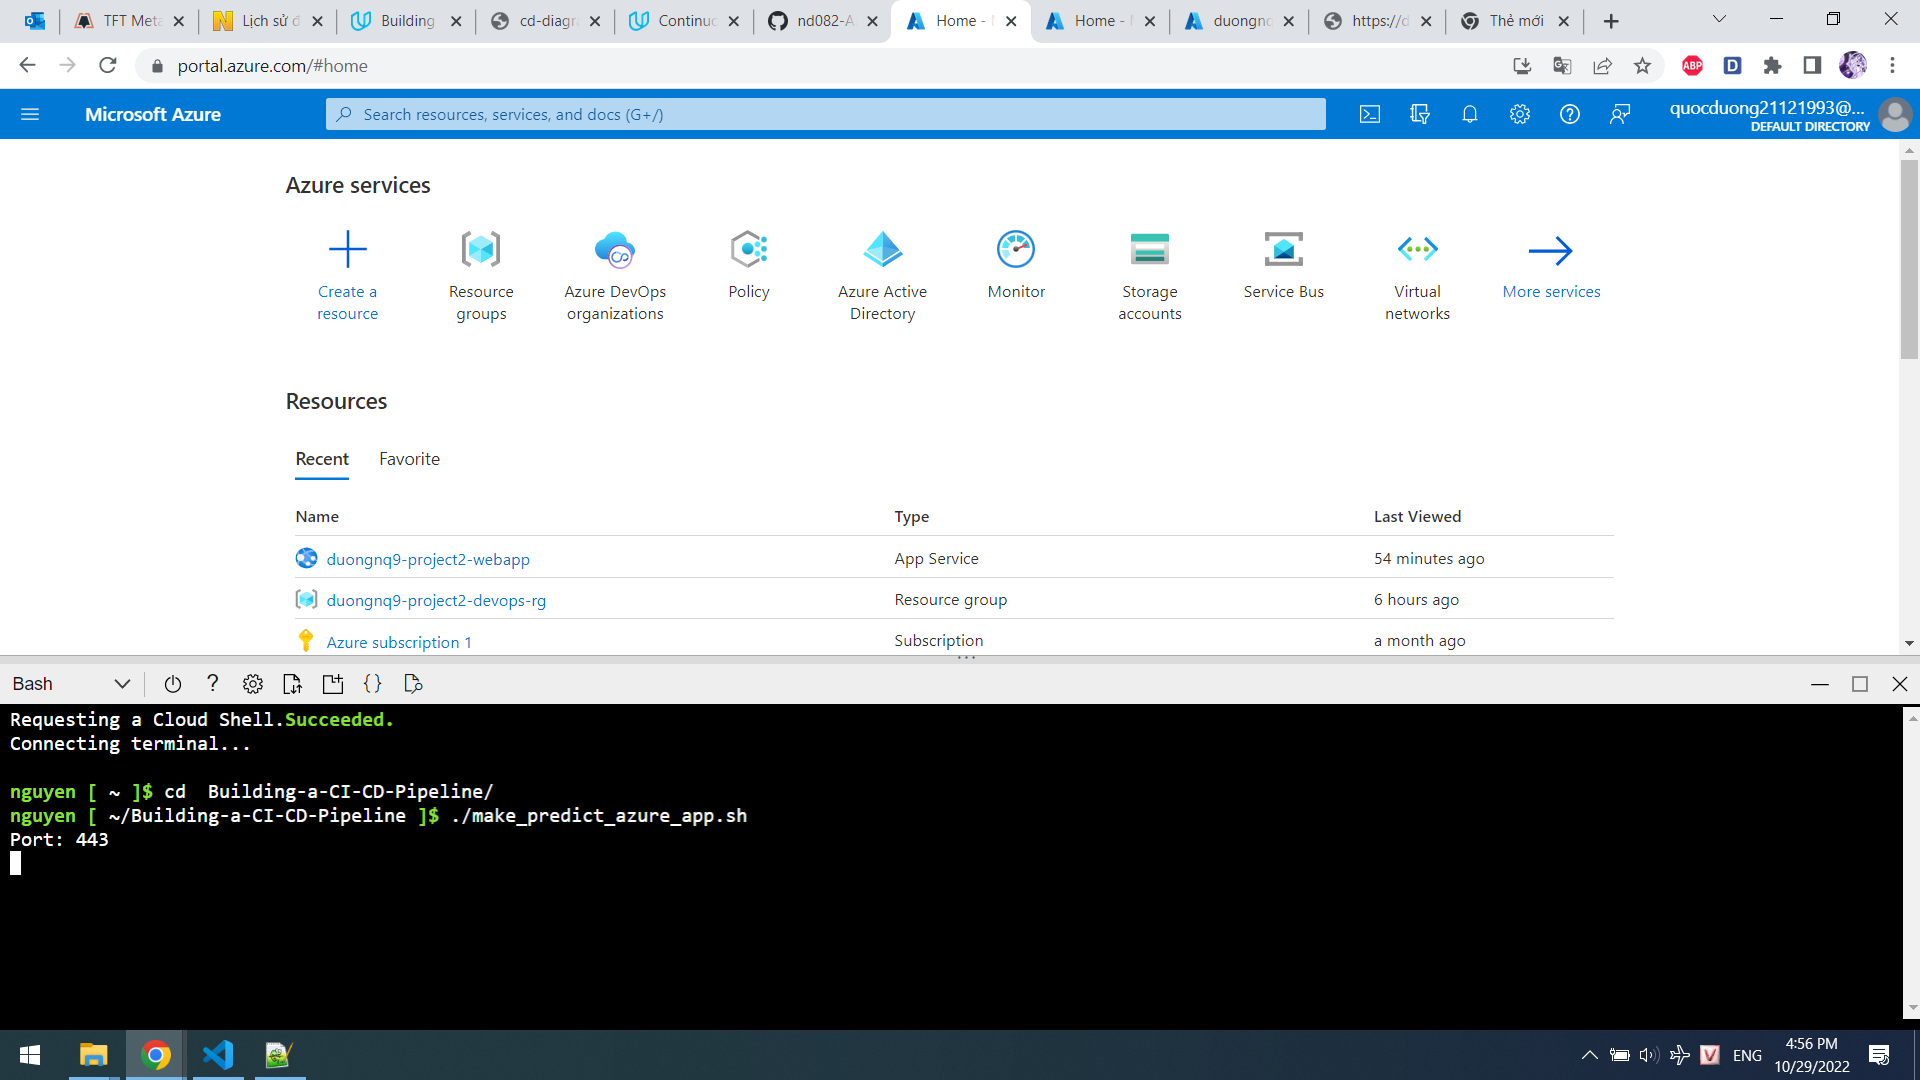 TFT Meta
Lịch sử đ
Building
cd-diagr
Continuo
nd082-A
Home -
Home -
duongno
https://d
Thẻ mới
portal.azure.com/#home
Microsoft Azure
Search resources, services, and docs (G+/)
quocduong21121993@...
DEFAULT DIRECTORY
Azure services
Create a resource
Resource groups
Azure DevOps organizations
Policy
Azure Active Directory
Monitor
Storage accounts
Service Bus
Virtual networks
More services
Resources
Recent Favorite
Name Type Last Viewed
duongnq9-project2-webapp App Service 54 minutes ago
duongnq9-project2-devops-rg Resource group 6 hours ago
Azure subscription 1 Subscription a month ago
Bash
Requesting a Cloud Shell.Succeeded.
Connecting terminal...
nguyen [ ~ ]$ cd  Building-a-CI-CD-Pipeline/
nguyen [ ~/Building-a-CI-CD-Pipeline ]$ ./make_predict_azure_app.sh
Port: 443
ENG
4:56 PM
10/29/2022